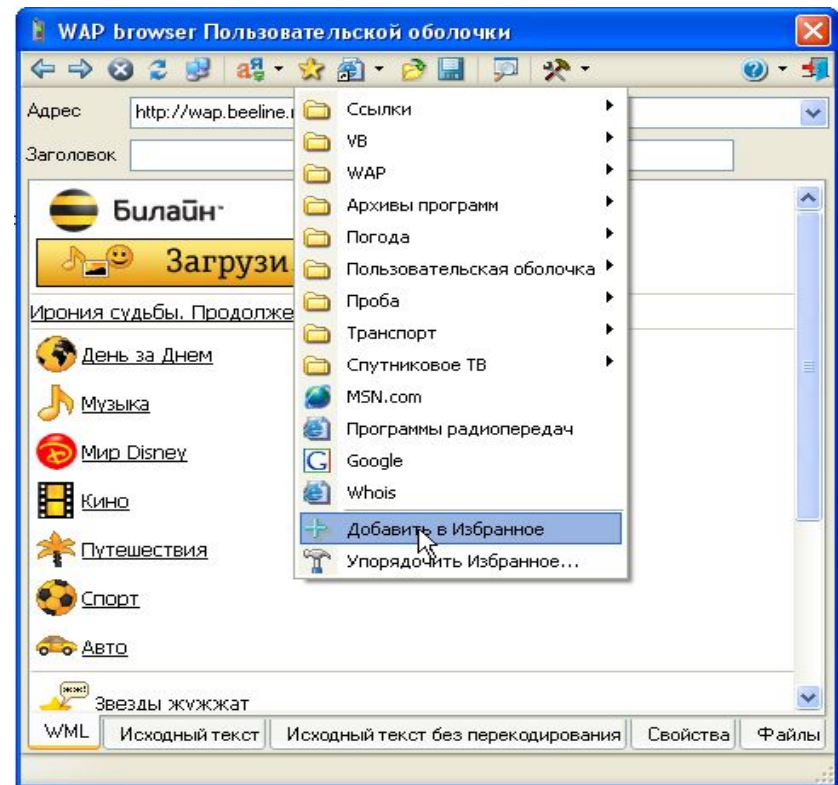 WAP browser Пользовательской оболочки
Адрес http://wap.beeline.
Заголовок
Билайн
Загрузи
Ирония судьбы. Продолже
День за Днем
Музыка
Мир Disney
Кино
Путешествия
Спорт
Авто
жж!
Звезды жужжат
Ссылки
VB
WAP
Архивы программ
Погода
Пользовательская оболочка
Проба
Транспорт
Спутниковое ТВ
MSN.com
Программы радиопередач
Google
Whois
Добавить в Избранное
Упорядочить Избранное...
WML Исходный текст Исходный текст без перекодирования Свойства Файлы